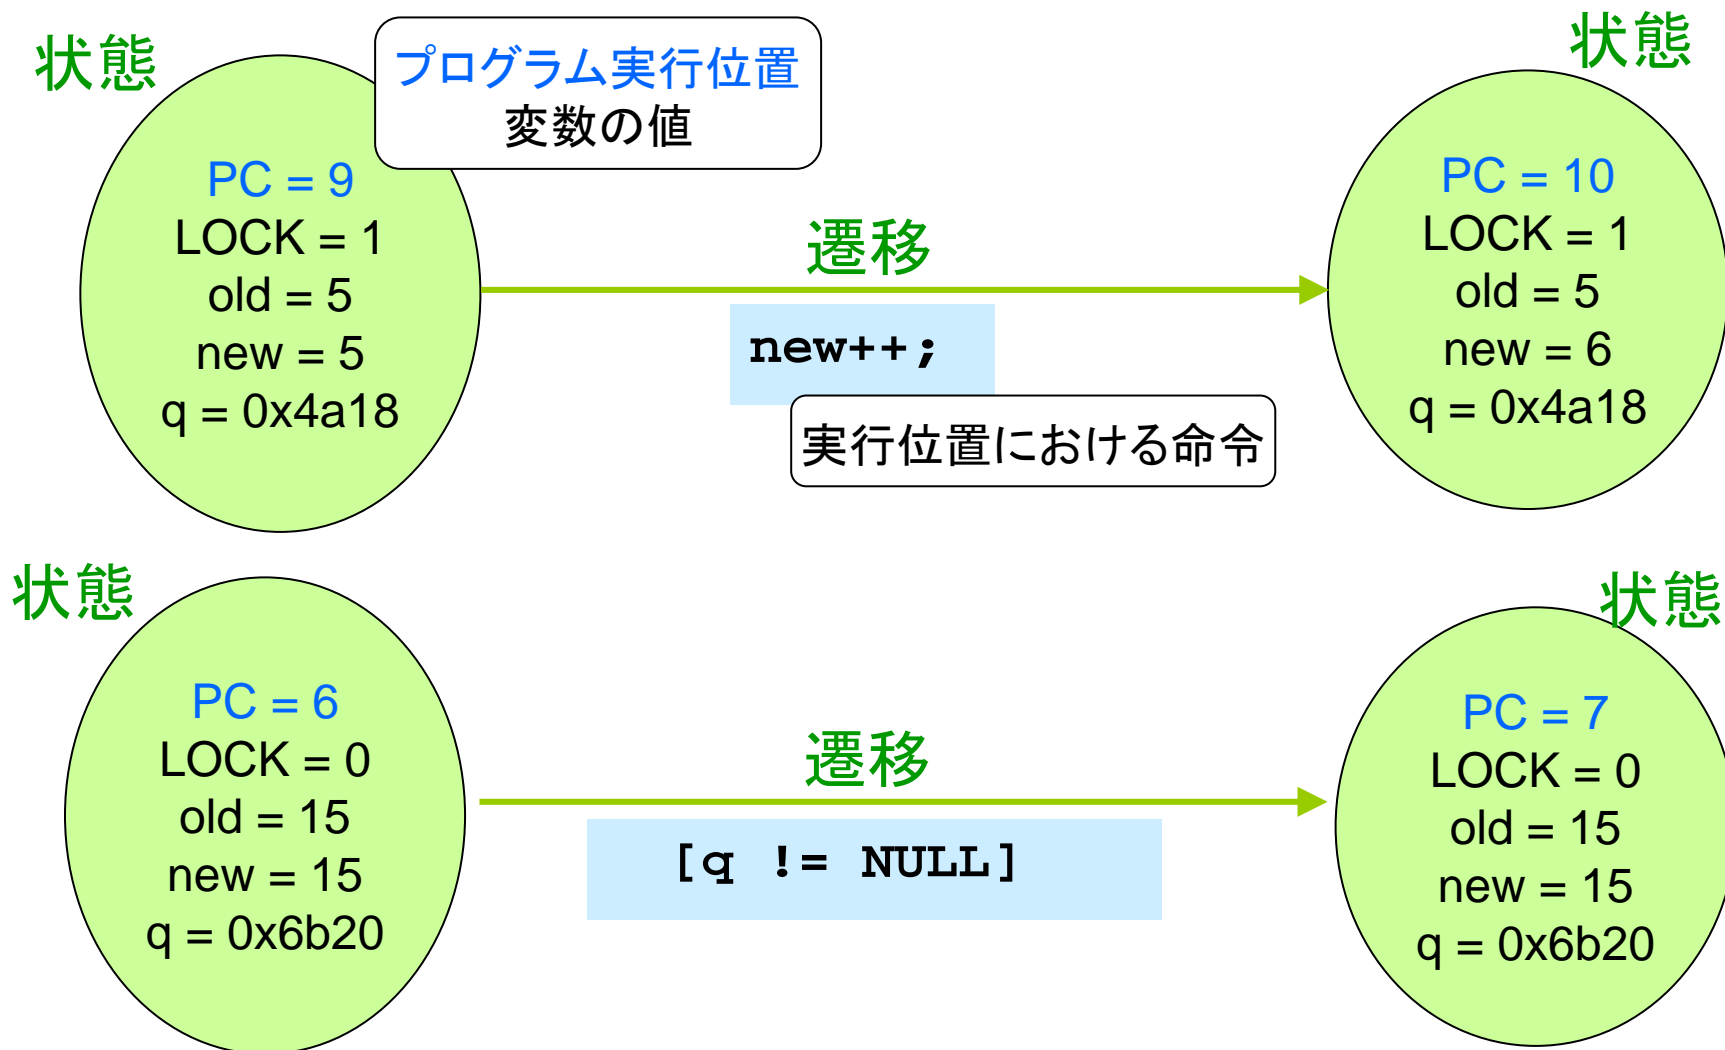 状態
プログラム実行位置
変数の値
PC = 9
LOCK = 1
old = 5
new = 5
q = 0x4a18
遷移
new++;
実行位置における命令
状態
PC = 10
LOCK = 1
old = 5
new = 6
q = 0x4a18
状態
PC = 6
LOCK = 0
old = 15
new = 15
q = 0x6b20
遷移
[q != NULL]
状態
PC = 7
LOCK = 0
old = 15
new = 15
q = 0x6b20